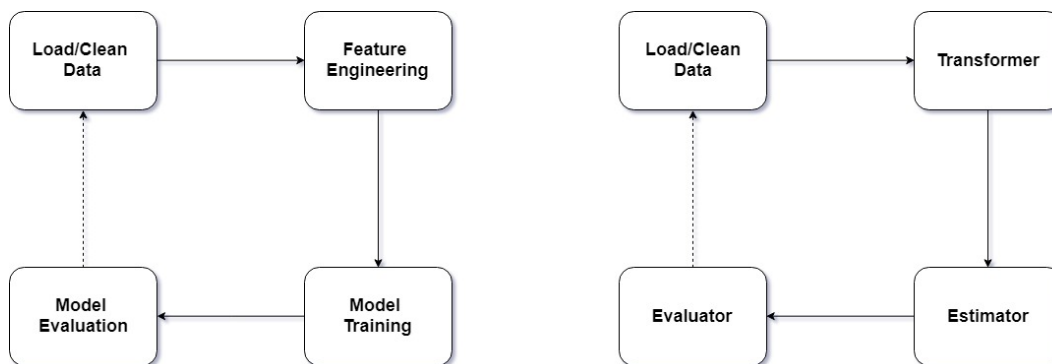 Load/Clean
Data
Feature
Engineering
Model
Evaluation
Model
Training
Load/Clean
Data
Transformer
Evaluator
Estimator